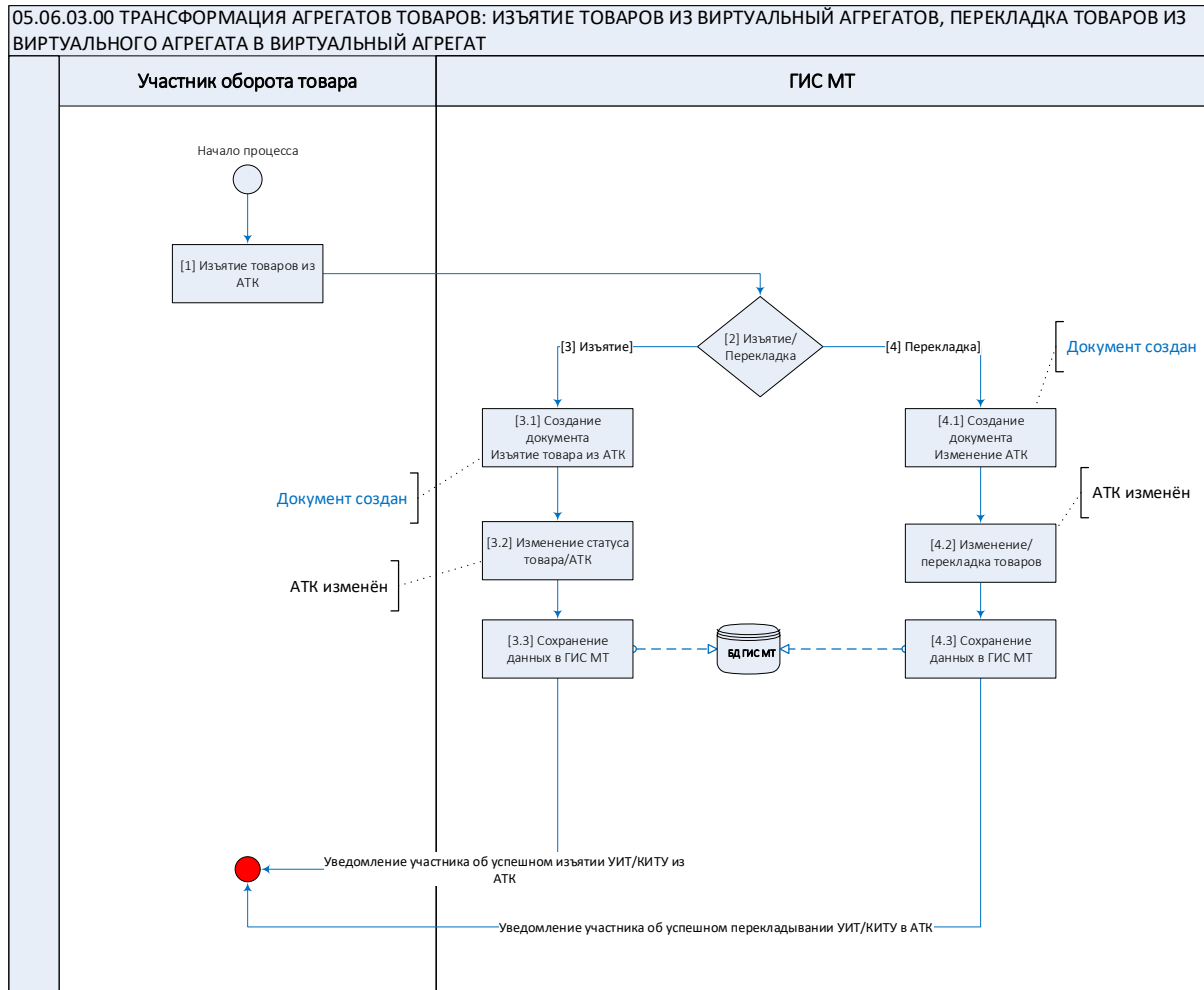 05.06.03.00 ТРАНСФОРМАЦИЯ АГРЕГАТОВ ТОВАРОВ: ИЗЪЯТИЕ ТОВАРОВ ИЗ ВИРТУАЛЬНЫЙ АГРЕГАТОВ, ПЕРЕКЛАДКА ТОВАРОВ ИЗ
ВИРТУАЛЬНОГО АГРЕГАТА В ВИРТУАЛЬНЫЙ АГРЕГАТ
Участник оборота товара
ГИС МТ
Начало процесса
[1] Изъятие товаров из
АТК
[2] Изъятие/
Перекладка
[3] Изъятие]
[4] Перекладка]
Документ создан
[3.1] Создание
документа
Изъятие товара из АТК
[4.1] Создание
документа
Изменение АТК
Документ создан
АТК изменён
[3.2] Изменение статуса
товара/АТК
[4.2] Изменение/
перекладка товаров
АТК изменён
[3.3] Сохранение
данных в ГИС МТ
БД ГИС МТ
[4.3] Сохранение
данных в ГИС МТ
Уведомление участника об успешном изъятии УИТ/КИТУ из
АТК
Уведомление участника об успешном перекладывании УИТ/КИТУ в АТК